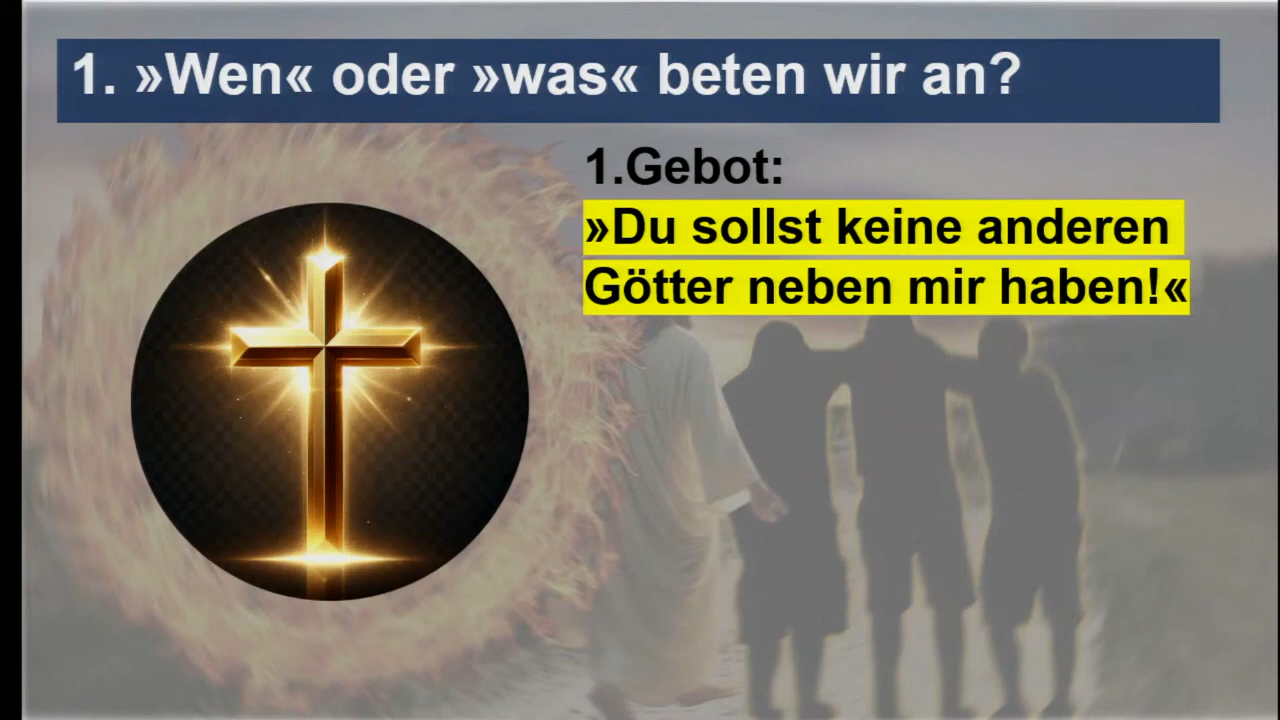 1. »Wen« oder »was« beten wir an?
1.Gebot:
»Du sollst keine anderen
Götter neben mir haben!«